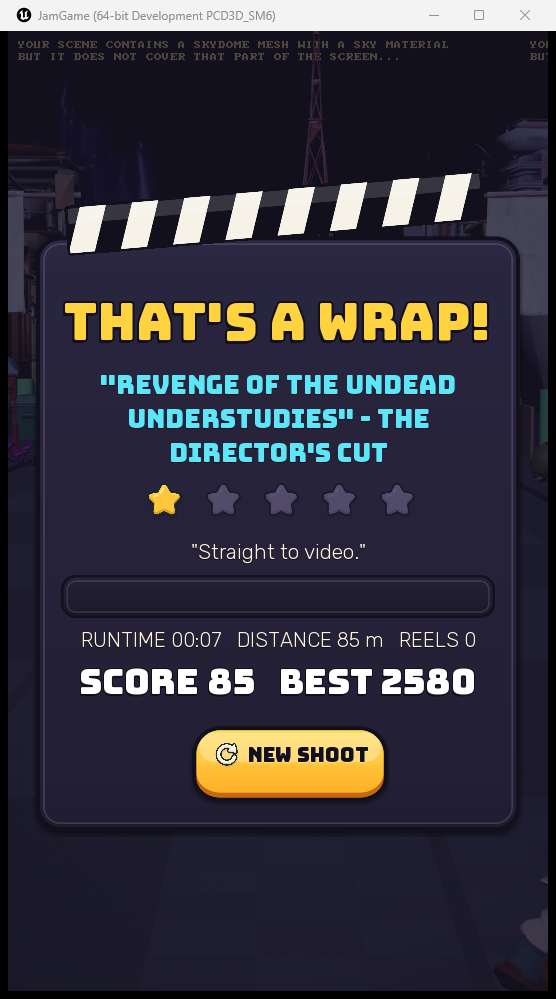 JamGame (64-bit Development PCD3D_SM6)
YOUR SCENE CONTAINS A SKYDOME MESH WITH A SKY MATERIAL
BUT IT DOES NOT COVER THAT PART OF THE SCREEN...
YO
BU
THAT'S A WRAP!
"REVENGE OF THE UNDEAD
UNDERSTUDIES" - THE
DIRECTOR'S CUT
"Straight to video."
RUNTIME 00:07 DISTANCE 85 m REELS 0
SCORE 85 BEST 2580
NEW SHOOT